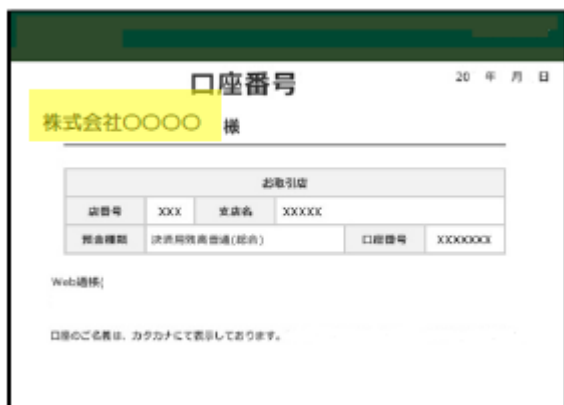 口座番号
20 年 月 日
株式会社〇〇〇〇 様
お取引店
店番号 XXX 支店名 XXXXX
預金種類 決済用残高普通(総合) 口座番号 XXXXXXX
Web通帳(
口座のご名義は、カタカナにて表示しております。